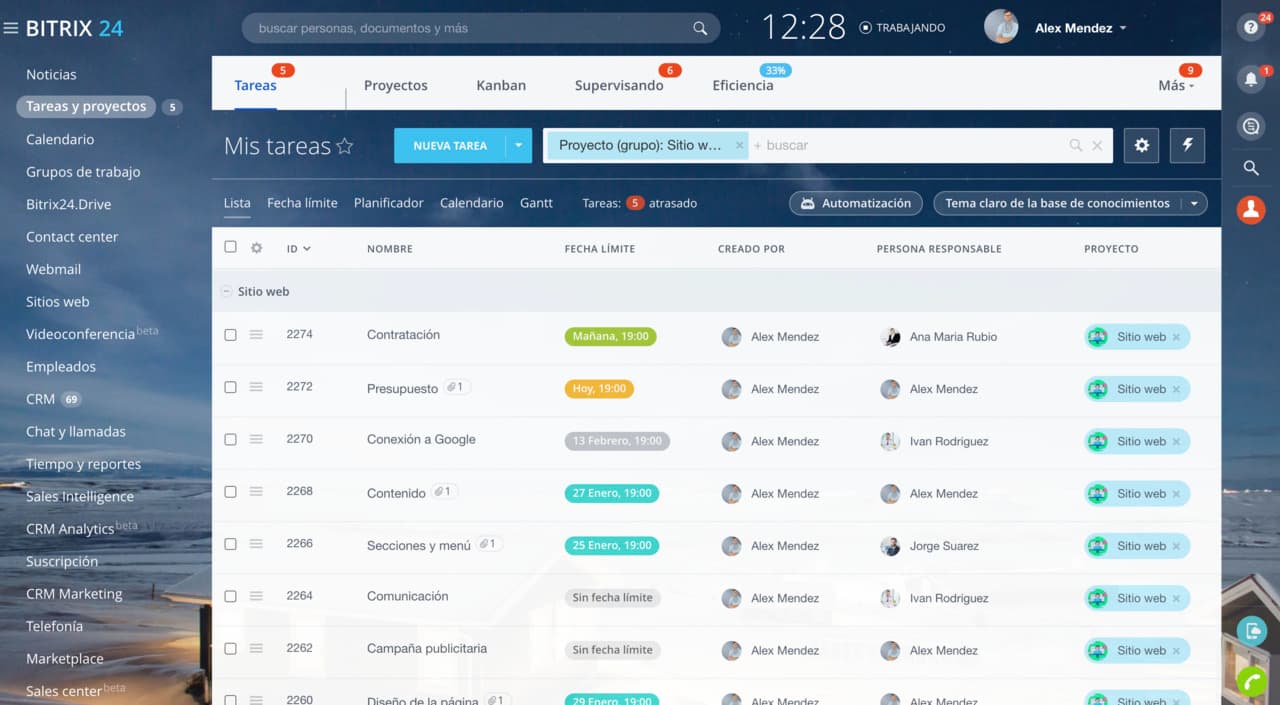 BITRIX 24
buscar personas, documentos y más
12:28
TRABAJANDO
Alex Mendez
24
1
Noticias
Tareas y proyectos 5
Calendario
Grupos de trabajo
Bitrix24.Drive
Contact center
Webmail
Sitios web
Videoconferencia beta
Empleados
CRM 69
Chat y llamadas
Tiempo y reportes
Sales Intelligence
CRM Analytics beta
Suscripción
CRM Marketing
Telefonía
Marketplace
Sales center beta
Tareas 5
Proyectos
Kanban
Supervisando 6
Eficiencia 33%
Más 9
Mis tareas
NUEVA TAREA
Proyecto (grupo): Sitio w... × + buscar
Lista Fecha límite Planificador Calendario Gantt Tareas: 5 atrasado
Automatización
Tema claro de la base de conocimientos
ID NOMBRE FECHA LÍMITE CREADO POR PERSONA RESPONSABLE PROYECTO
Sitio web
2274 Contratación Mañana, 19:00 Alex Mendez Ana Maria Rubio Sitio web ×
2272 Presupuesto 1 Hoy, 19:00 Alex Mendez Alex Mendez Sitio web ×
2270 Conexión a Google 13 Febrero, 19:00 Alex Mendez Ivan Rodriguez Sitio web ×
2268 Contenido 1 27 Enero, 19:00 Alex Mendez Alex Mendez Sitio web ×
2266 Secciones y menú 1 25 Enero, 19:00 Alex Mendez Jorge Suarez Sitio web ×
2264 Comunicación Sin fecha límite Alex Mendez Ivan Rodriguez Sitio web ×
2262 Campaña publicitaria Sin fecha límite Alex Mendez Alex Mendez Sitio web ×
2260 Diseño de la página 1 29 Enero, 19:00 Alex Mendez Alex Mendez Sitio web ×